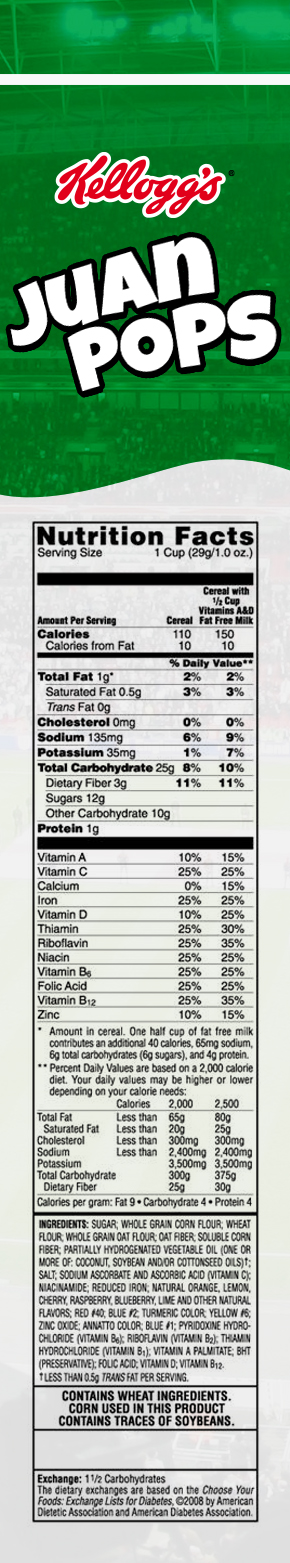 Kellogg's®
JUAN
POPS
Nutrition Facts
Serving Size 1 Cup (29g/1.0 oz.)
Cereal with
1/2 Cup
Vitamins A&D
Amount Per Serving Cereal Fat Free Milk
Calories 110 150
Calories from Fat 10 10
% Daily Value**
Total Fat 1g* 2% 2%
Saturated Fat 0.5g 3% 3%
Trans Fat 0g
Cholesterol 0mg 0% 0%
Sodium 135mg 6% 9%
Potassium 35mg 1% 7%
Total Carbohydrate 25g 8% 10%
Dietary Fiber 3g 11% 11%
Sugars 12g
Other Carbohydrate 10g
Protein 1g
Vitamin A 10% 15%
Vitamin C 25% 25%
Calcium 0% 15%
Iron 25% 25%
Vitamin D 10% 25%
Thiamin 25% 30%
Riboflavin 25% 35%
Niacin 25% 25%
Vitamin B6 25% 25%
Folic Acid 25% 25%
Vitamin B12 25% 35%
Zinc 10% 15%
* Amount in cereal. One half cup of fat free milk
contributes an additional 40 calories, 65mg sodium,
6g total carbohydrates (6g sugars), and 4g protein.
** Percent Daily Values are based on a 2,000 calorie
diet. Your daily values may be higher or lower
depending on your calorie needs:
Calories 2,000 2,500
Total Fat Less than 65g 80g
Saturated Fat Less than 20g 25g
Cholesterol Less than 300mg 300mg
Sodium Less than 2,400mg 2,400mg
Potassium 3,500mg 3,500mg
Total Carbohydrate 300g 375g
Dietary Fiber 25g 30g
Calories per gram: Fat 9 • Carbohydrate 4 • Protein 4
INGREDIENTS: SUGAR; WHOLE GRAIN CORN FLOUR; WHEAT
FLOUR; WHOLE GRAIN OAT FLOUR; OAT FIBER; SOLUBLE CORN
FIBER; PARTIALLY HYDROGENATED VEGETABLE OIL (ONE OR
MORE OF: COCONUT, SOYBEAN AND/OR COTTONSEED OILS)†;
SALT; SODIUM ASCORBATE AND ASCORBIC ACID (VITAMIN C);
NIACINAMIDE; REDUCED IRON; NATURAL ORANGE, LEMON,
CHERRY, RASPBERRY, BLUEBERRY, LIME AND OTHER NATURAL
FLAVORS; RED #40; BLUE #2; TURMERIC COLOR; YELLOW #6;
ZINC OXIDE; ANNATTO COLOR; BLUE #1; PYRIDOXINE HYDRO-
CHLORIDE (VITAMIN B6); RIBOFLAVIN (VITAMIN B2); THIAMIN
HYDROCHLORIDE (VITAMIN B1); VITAMIN A PALMITATE; BHT
(PRESERVATIVE); FOLIC ACID; VITAMIN D; VITAMIN B12.
†LESS THAN 0.5g TRANS FAT PER SERVING.
CONTAINS WHEAT INGREDIENTS.
CORN USED IN THIS PRODUCT
CONTAINS TRACES OF SOYBEANS.
Exchange: 1 1/2 Carbohydrates
The dietary exchanges are based on the Choose Your
Foods: Exchange Lists for Diabetes, ©2008 by American
Dietetic Association and American Diabetes Association.